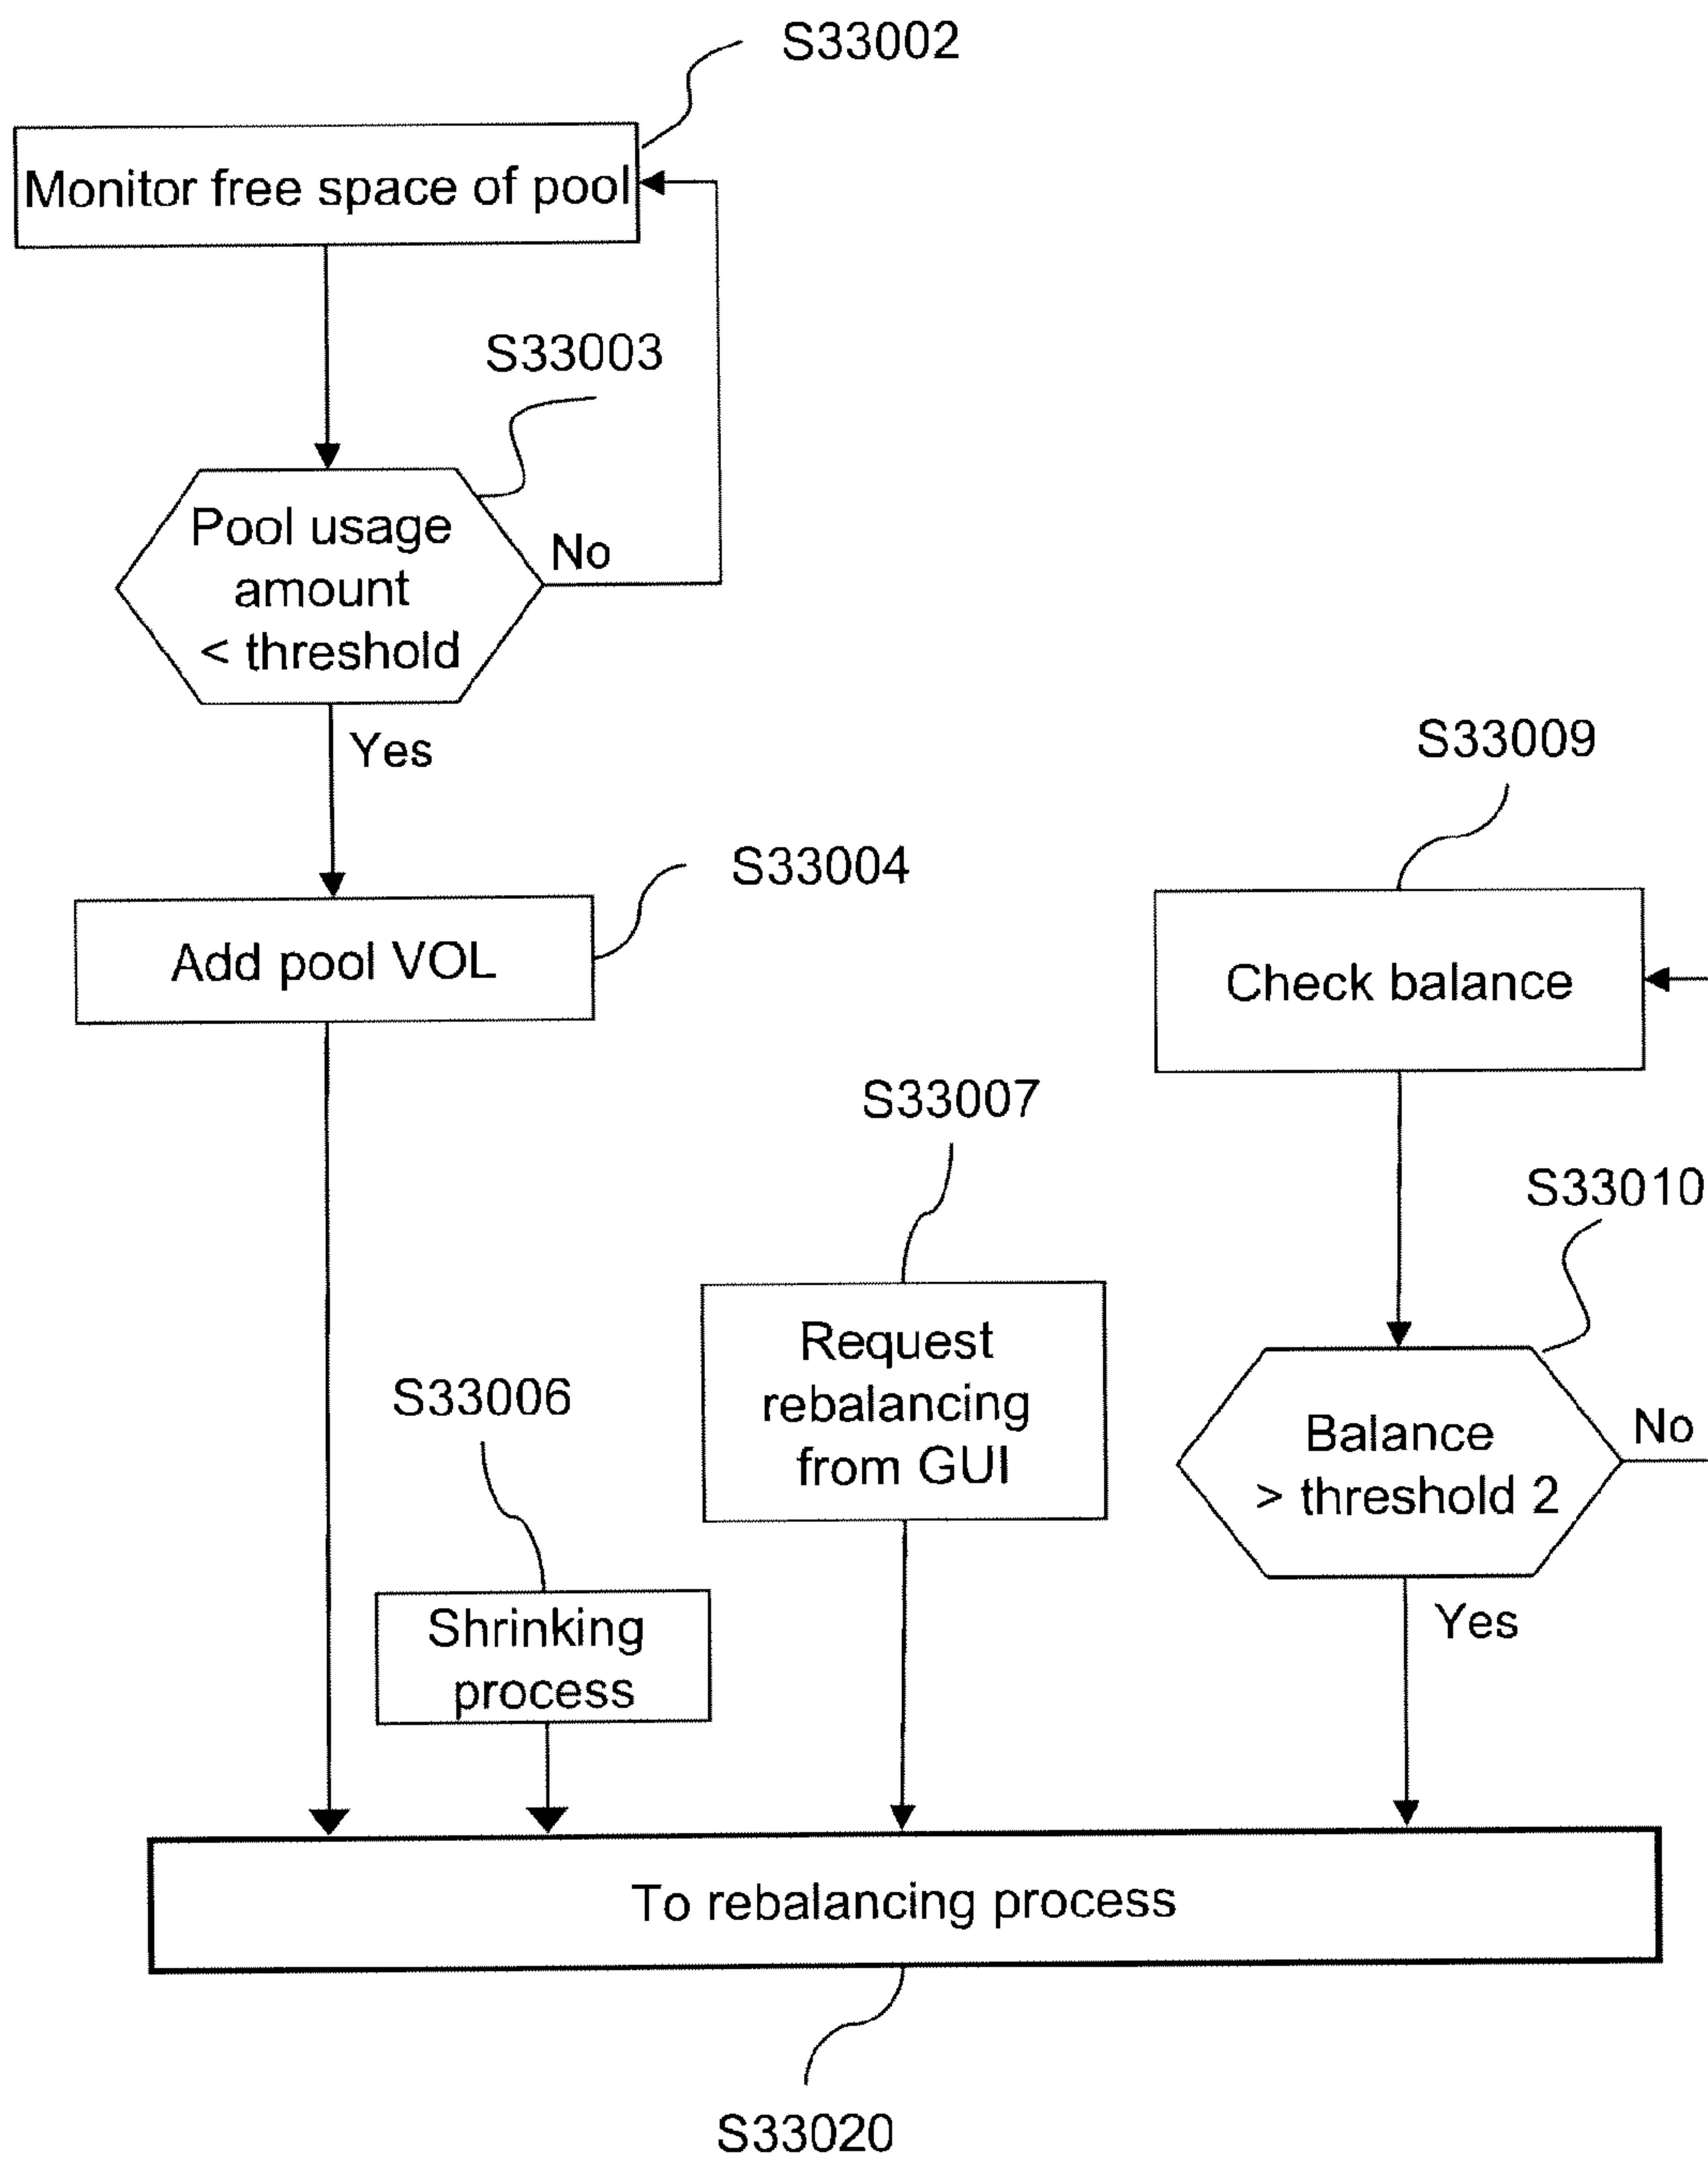 S33002
Monitor free space of pool
S33003
Pool usage
amount
< threshold
No
Yes
S33009
S33004
Add pool VOL
Check balance
S33007
S33010
Request
rebalancing
from GUI
S33006
Balance
> threshold 2
No
Shrinking
process
Yes
To rebalancing process
S33020